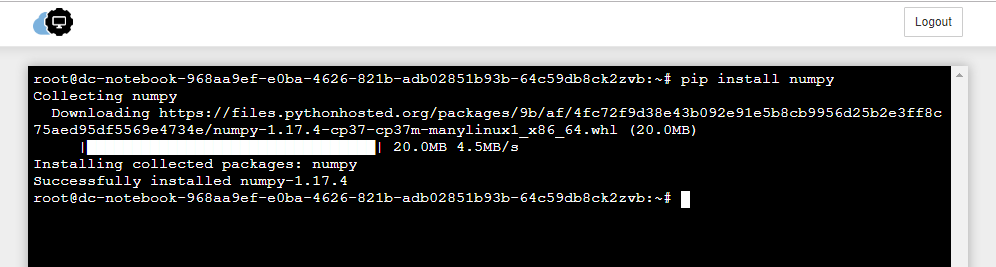 Logout
root@dc-notebook-968aa9ef-e0ba-4626-821b-adb02851b93b-64c59db8ck2zvb:~# pip install numpy
Collecting numpy
  Downloading https://files.pythonhosted.org/packages/9b/af/4fc72f9d38e43b092e91e5b8cb9956d25b2e3ff8c
75aed95df5569e4734e/numpy-1.17.4-cp37-cp37m-manylinux1_x86_64.whl (20.0MB)
|                                | 20.0MB 4.5MB/s
Installing collected packages: numpy
Successfully installed numpy-1.17.4
root@dc-notebook-968aa9ef-e0ba-4626-821b-adb02851b93b-64c59db8ck2zvb:~#